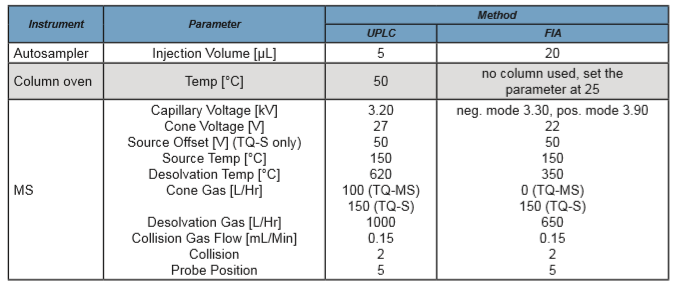 Instrument Parameter Method
UPLC FIA
Autosampler Injection Volume [µL] 5 20
Column oven Temp [°C] 50 no column used, set the
parameter at 25
MS
Capillary Voltage [kV] 3.20 neg. mode 3.30, pos. mode 3.90
Cone Voltage [V] 27 22
Source Offset [V] (TQ-S only) 50 50
Source Temp [°C] 150 150
Desolvation Temp [°C] 620 350
Cone Gas [L/Hr] 100 (TQ-MS) 0 (TQ-MS)
150 (TQ-S) 150 (TQ-S)
Desolvation Gas [L/Hr] 1000 650
Collision Gas Flow [mL/Min] 0.15 0.15
Collision 2 2
Probe Position 5 5